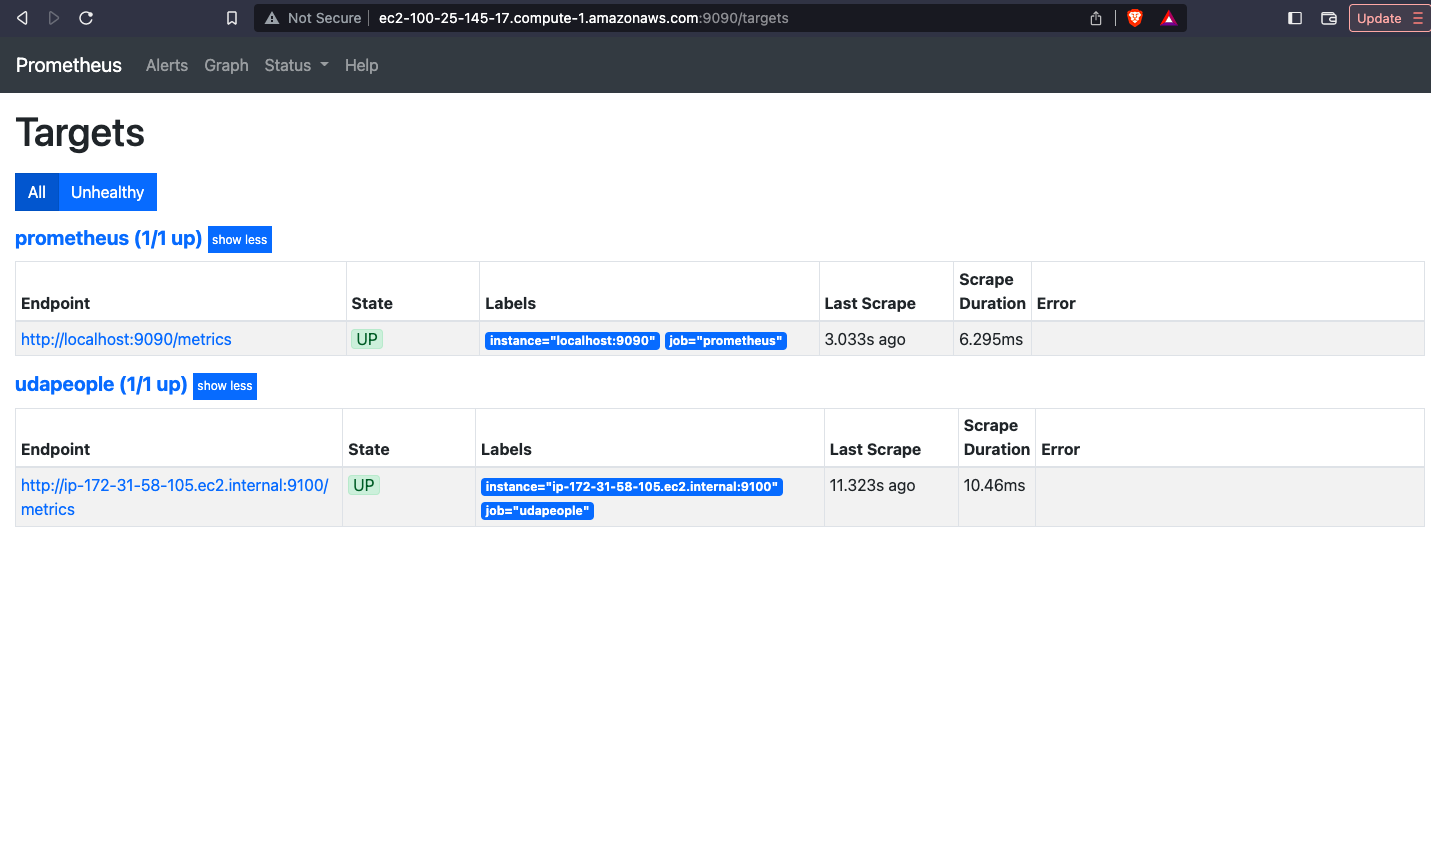 Not Secure ec2-100-25-145-17.compute-1.amazonaws.com:9090/targets Update
Prometheus Alerts Graph Status Help
Targets
All Unhealthy
prometheus (1/1 up) show less
Endpoint State Labels Last Scrape Scrape Duration Error
http://localhost:9090/metrics UP instance="localhost:9090" job="prometheus" 3.033s ago 6.295ms
udapeople (1/1 up) show less
Endpoint State Labels Last Scrape Scrape Duration Error
http://ip-172-31-58-105.ec2.internal:9100/ UP instance="ip-172-31-58-105.ec2.internal:9100" 11.323s ago 10.46ms
metrics job="udapeople"